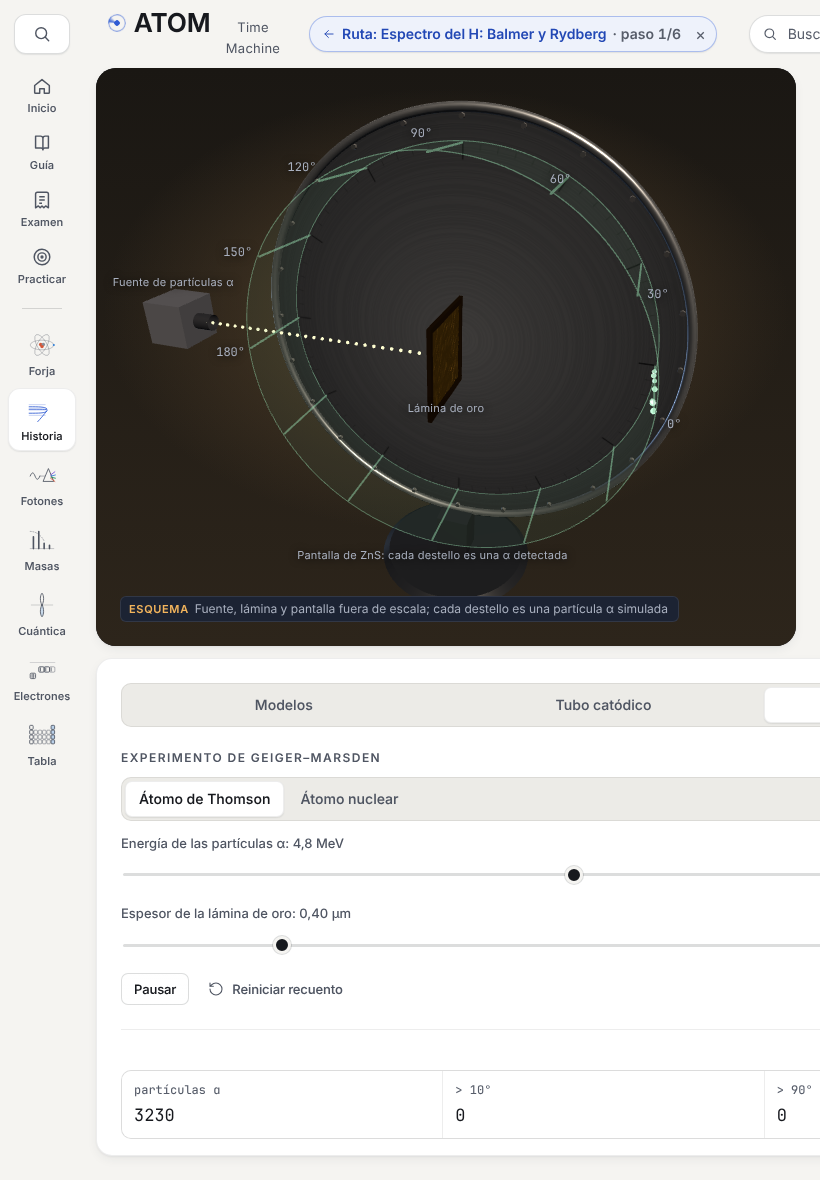 ATOM
Time
Machine
← Ruta: Espectro del H: Balmer y Rydberg · paso 1/6 ×
Busc
Inicio
Guía
Examen
Practicar
Forja
Historia
Fotones
Masas
Cuántica
Electrones
Tabla
90°
120°
60°
150°
Fuente de partículas α
30°
180°
Lámina de oro
0°
Pantalla de ZnS: cada destello es una α detectada
ESQUEMA Fuente, lámina y pantalla fuera de escala; cada destello es una partícula α simulada
Modelos
Tubo catódico
EXPERIMENTO DE GEIGER–MARSDEN
Átomo de Thomson
Átomo nuclear
Energía de las partículas α: 4,8 MeV
Espesor de la lámina de oro: 0,40 µm
Pausar
Reiniciar recuento
partículas α
3230
> 10°
0
> 90°
0